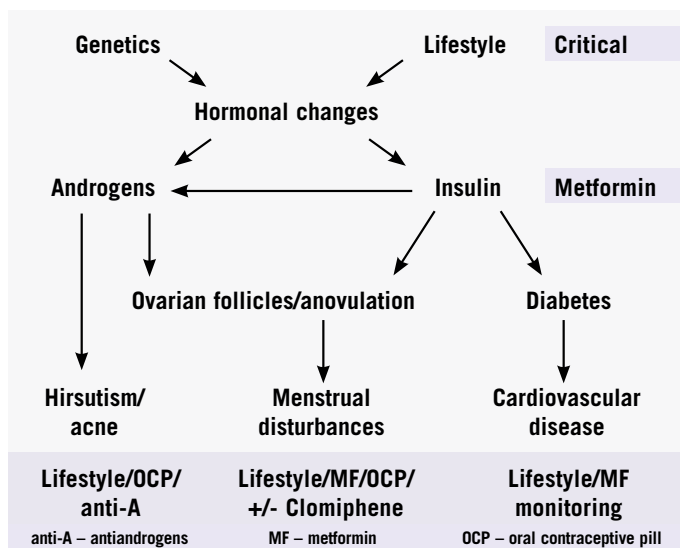 Genetics
Lifestyle
Critical
Hormonal changes
Androgens
Insulin
Metformin
Ovarian follicles/anovulation
Diabetes
Hirsutism/
acne
Menstrual
disturbances
Cardiovascular
disease
Lifestyle/OCP/
anti-A
Lifestyle/MF/OCP/
+/- Clomiphene
Lifestyle/MF
monitoring
anti-A – antiandrogens
MF – metformin
OCP – oral contraceptive pill